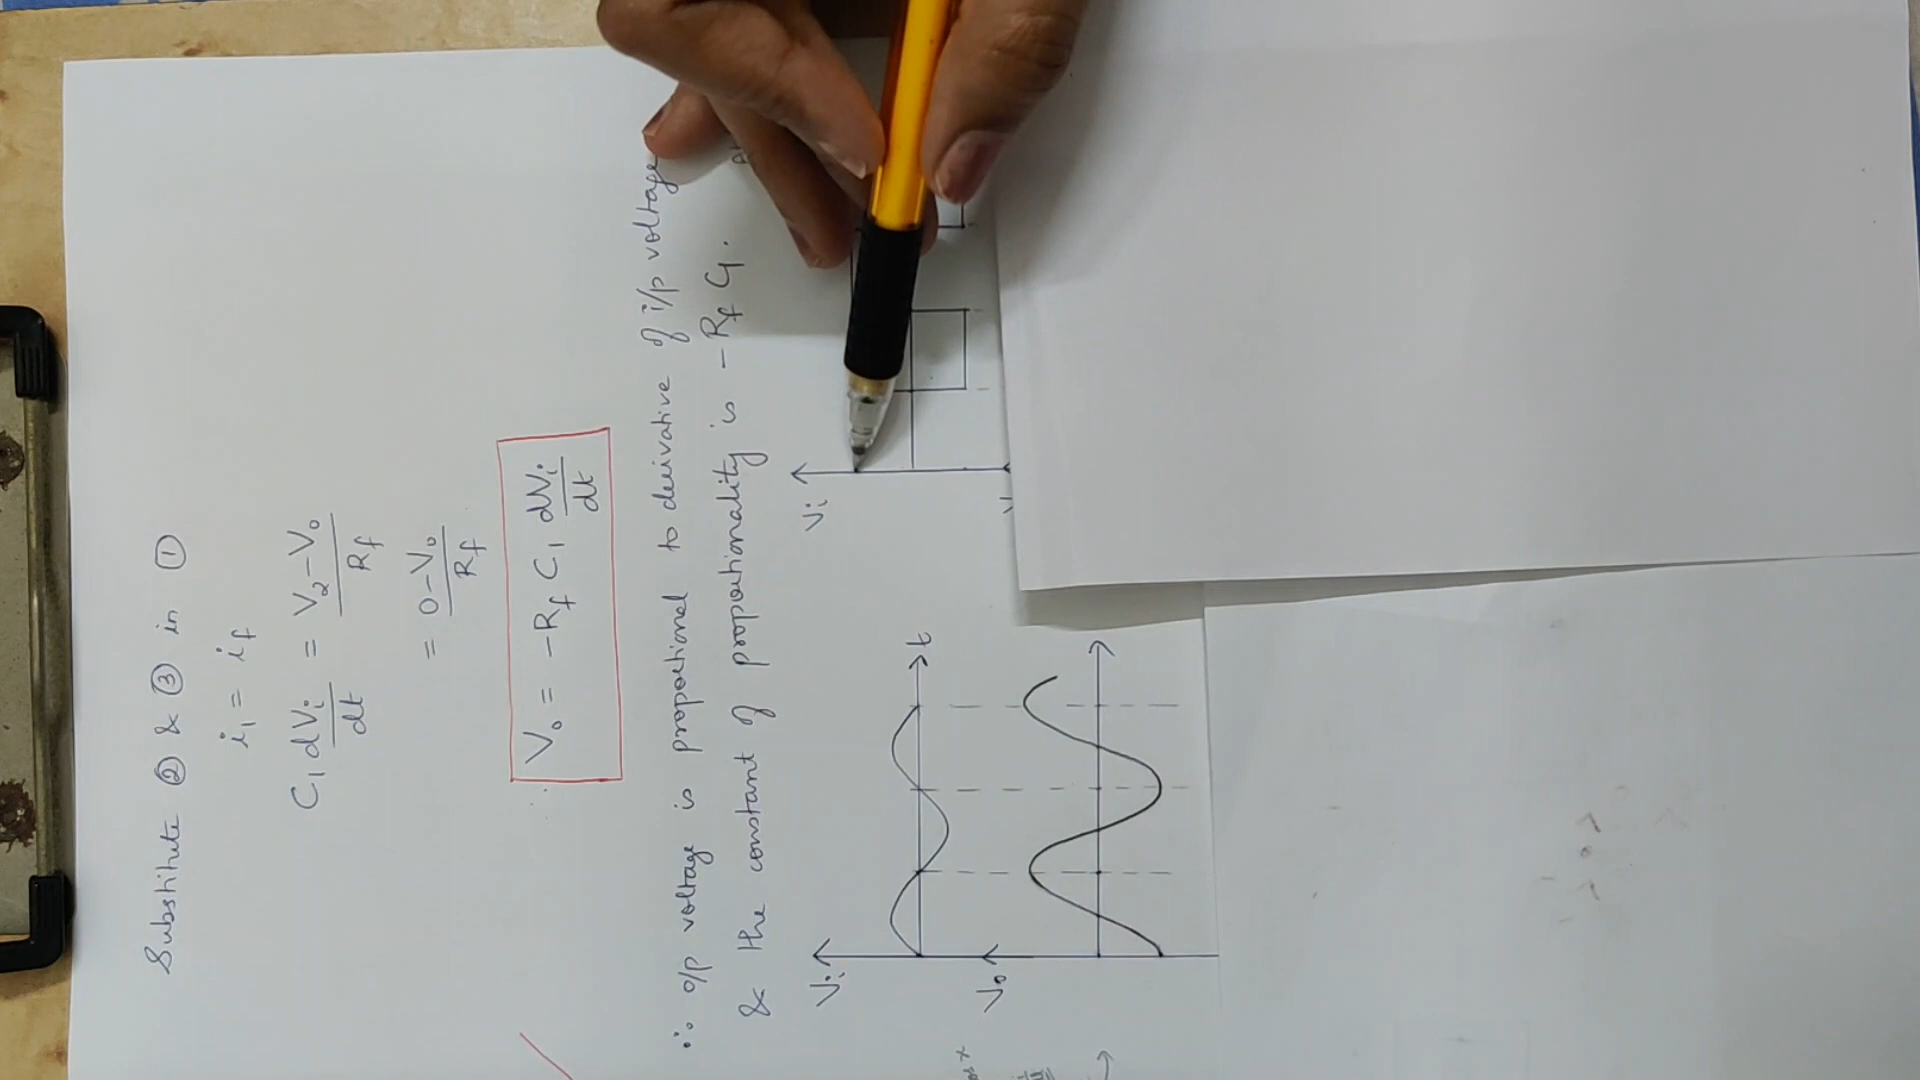 Substitute ② & ③ in ①
i₁ = i_f
C₁ dVᵢ/dt = V₂-V₀/R_f
= 0-V₀/R_f
V₀ = -R_f C₁ dVᵢ/dt
∴ o/p voltage is proportional to derivative of i/p voltage
& the constant of proportionality is -R_f C₁.
Vᵢ
t
V₀
Vᵢ